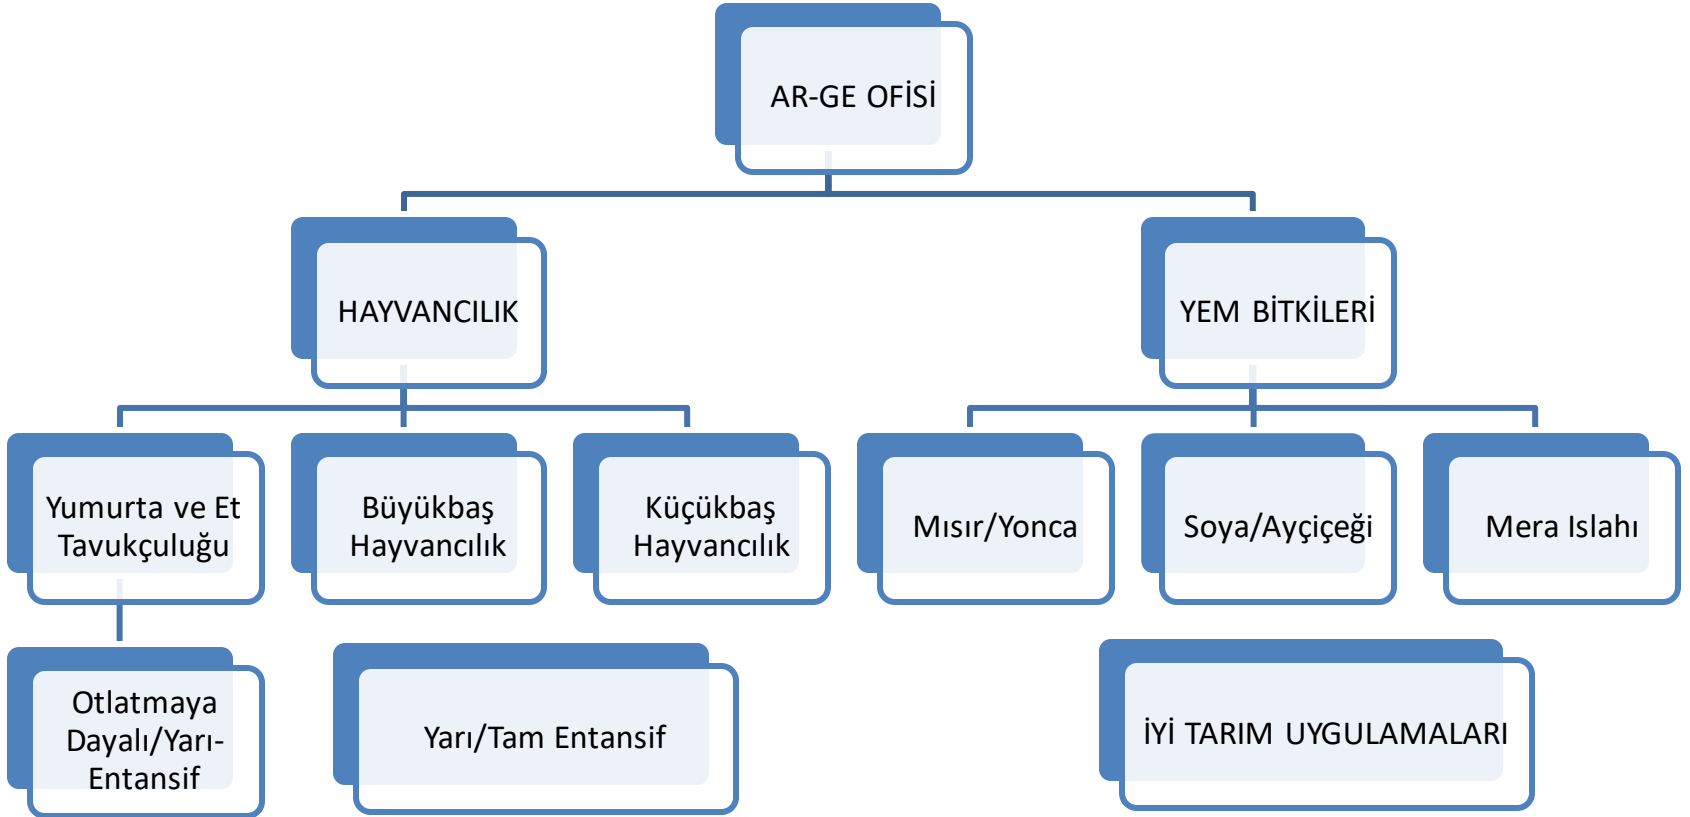 AR-GE OFİSİ
HAYVANCILIK
YEM BİTKİLERİ
Yumurta ve Et
Tavukçuluğu
Büyükbaş
Hayvancılık
Küçükbaş
Hayvancılık
Mısır/Yonca
Soya/Ayçiçeği
Mera Islahı
Otlatmaya
Dayalı/Yarı-
Entansif
Yarı/Tam Entansif
İYİ TARIM UYGULAMALARI